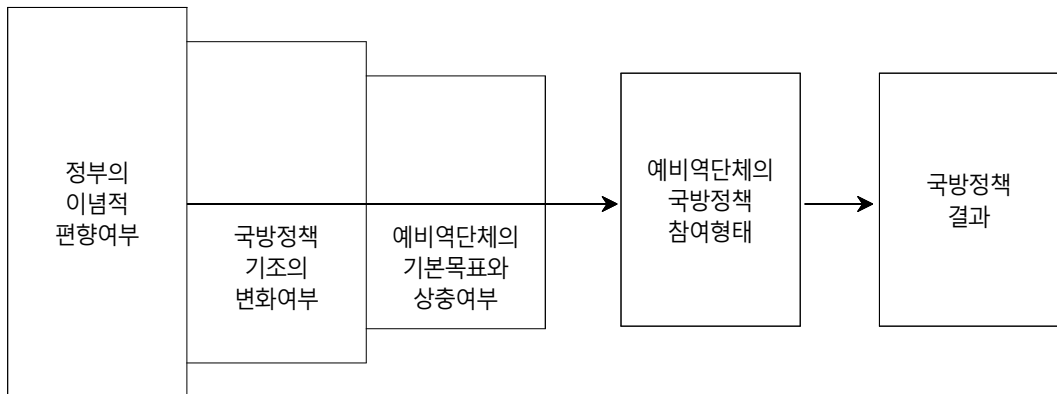 정부의
이념적
편향여부
국방정책
기조의
변화여부
예비역단체의
기본목표와
상충여부
예비역단체의
국방정책
참여형태
국방정책
결과